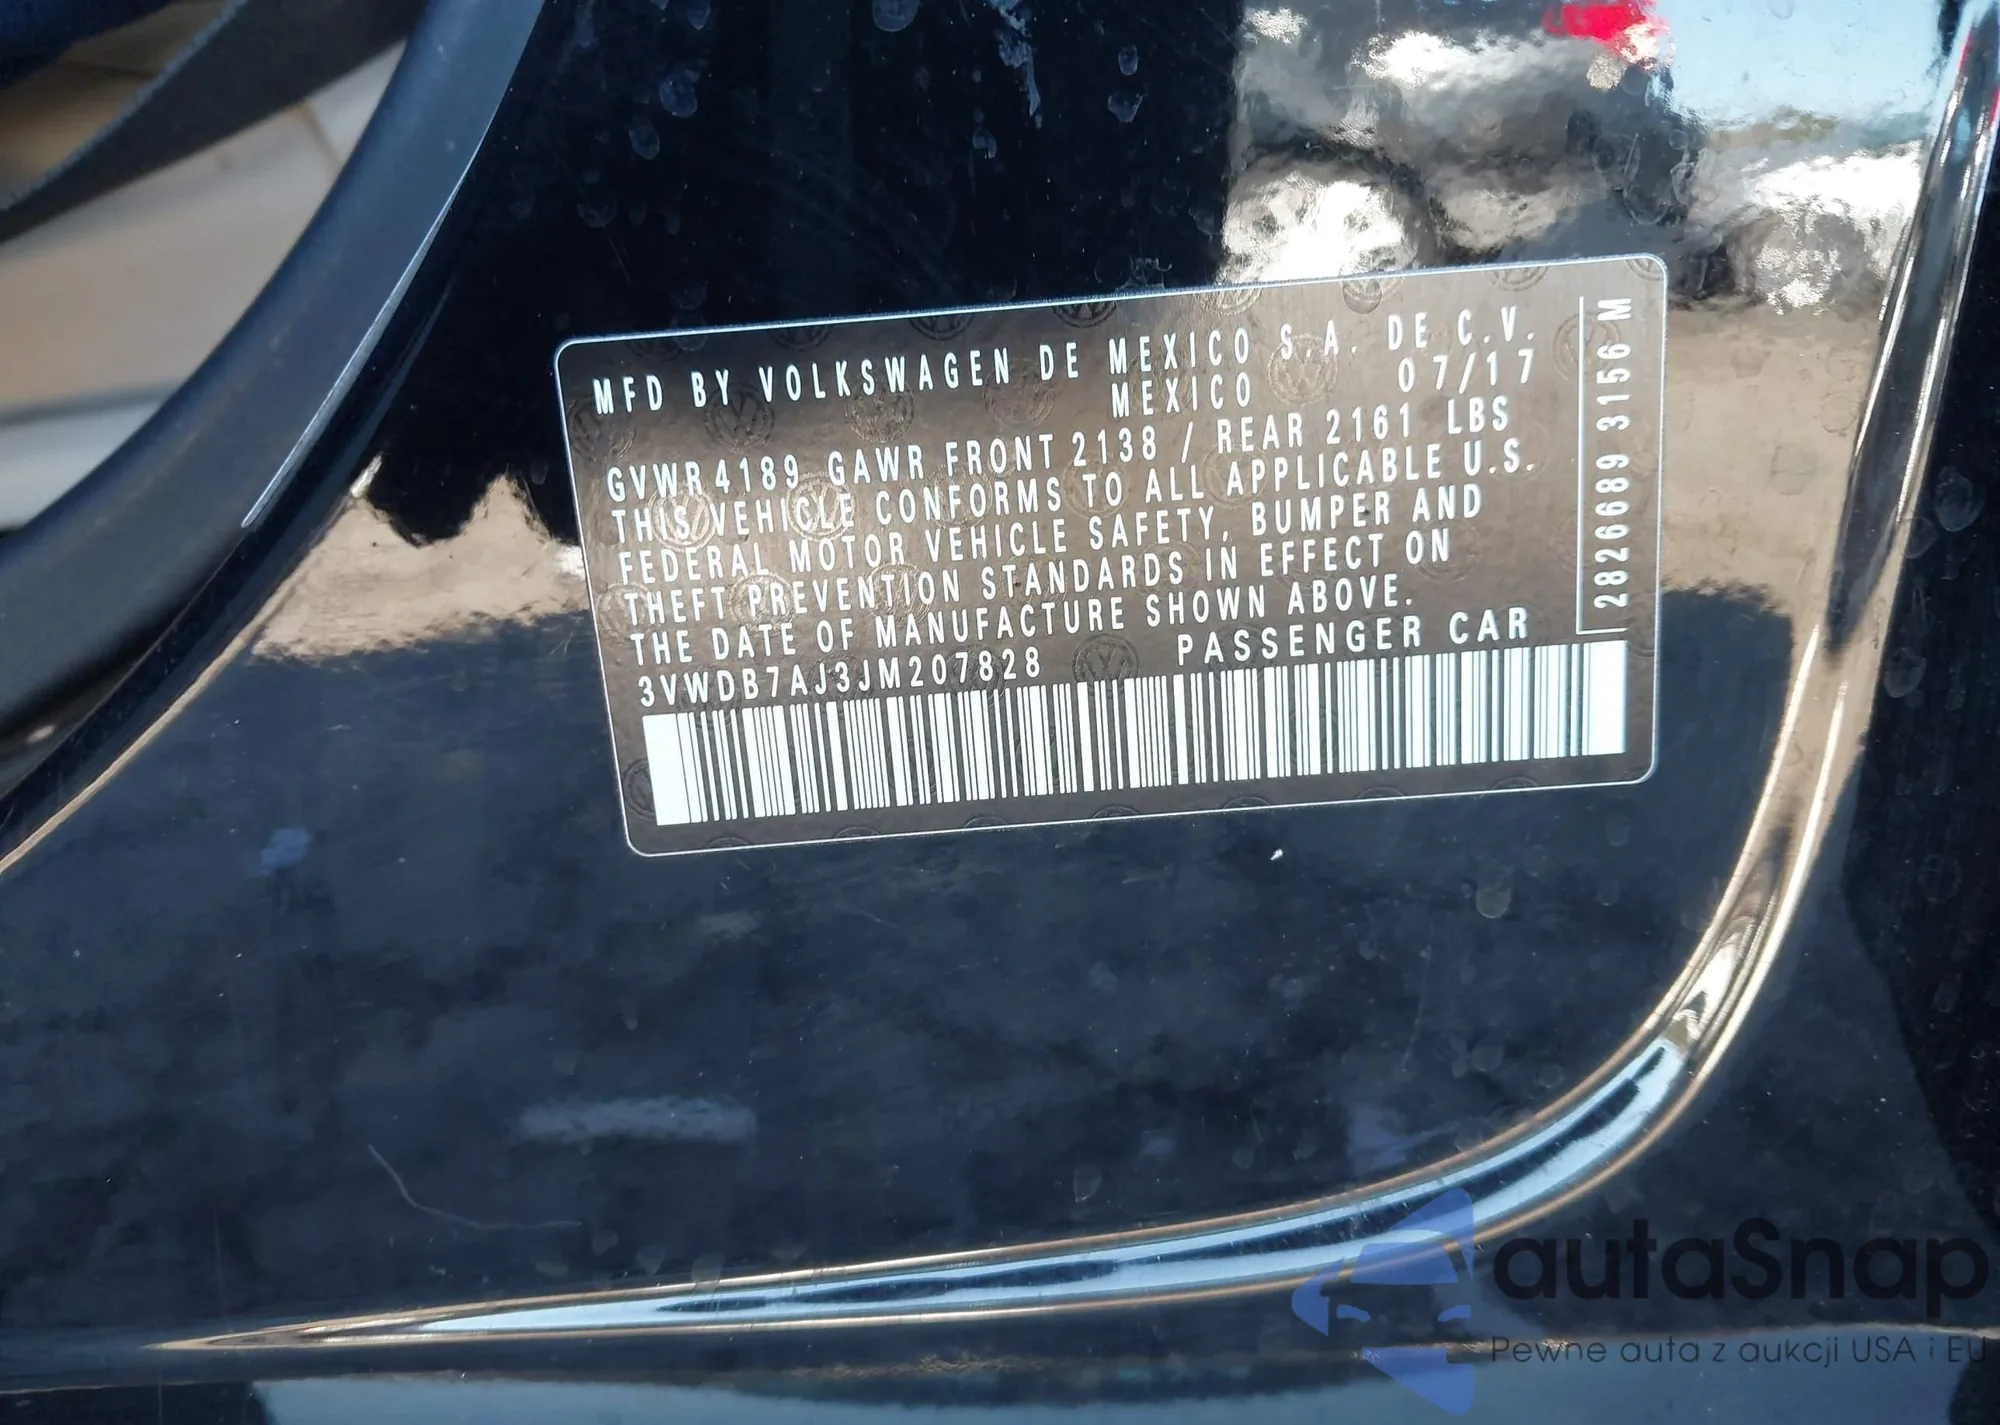 MFD BY VOLKSWAGEN DE MEXICO S.A. DE C.V.
MEXICO 07/17
GVWR 4189 GAWR FRONT 2138 / REAR 2161 LBS
THIS VEHICLE CONFORMS TO ALL APPLICABLE U.S.
FEDERAL MOTOR VEHICLE SAFETY, BUMPER AND
THEFT PREVENTION STANDARDS IN EFFECT ON
THE DATE OF MANUFACTURE SHOWN ABOVE.
3VWDB7AJ3JM207828 PASSENGER CAR
2826689 3156 M
autaSnap
Pewne auta z aukcji USA i EU